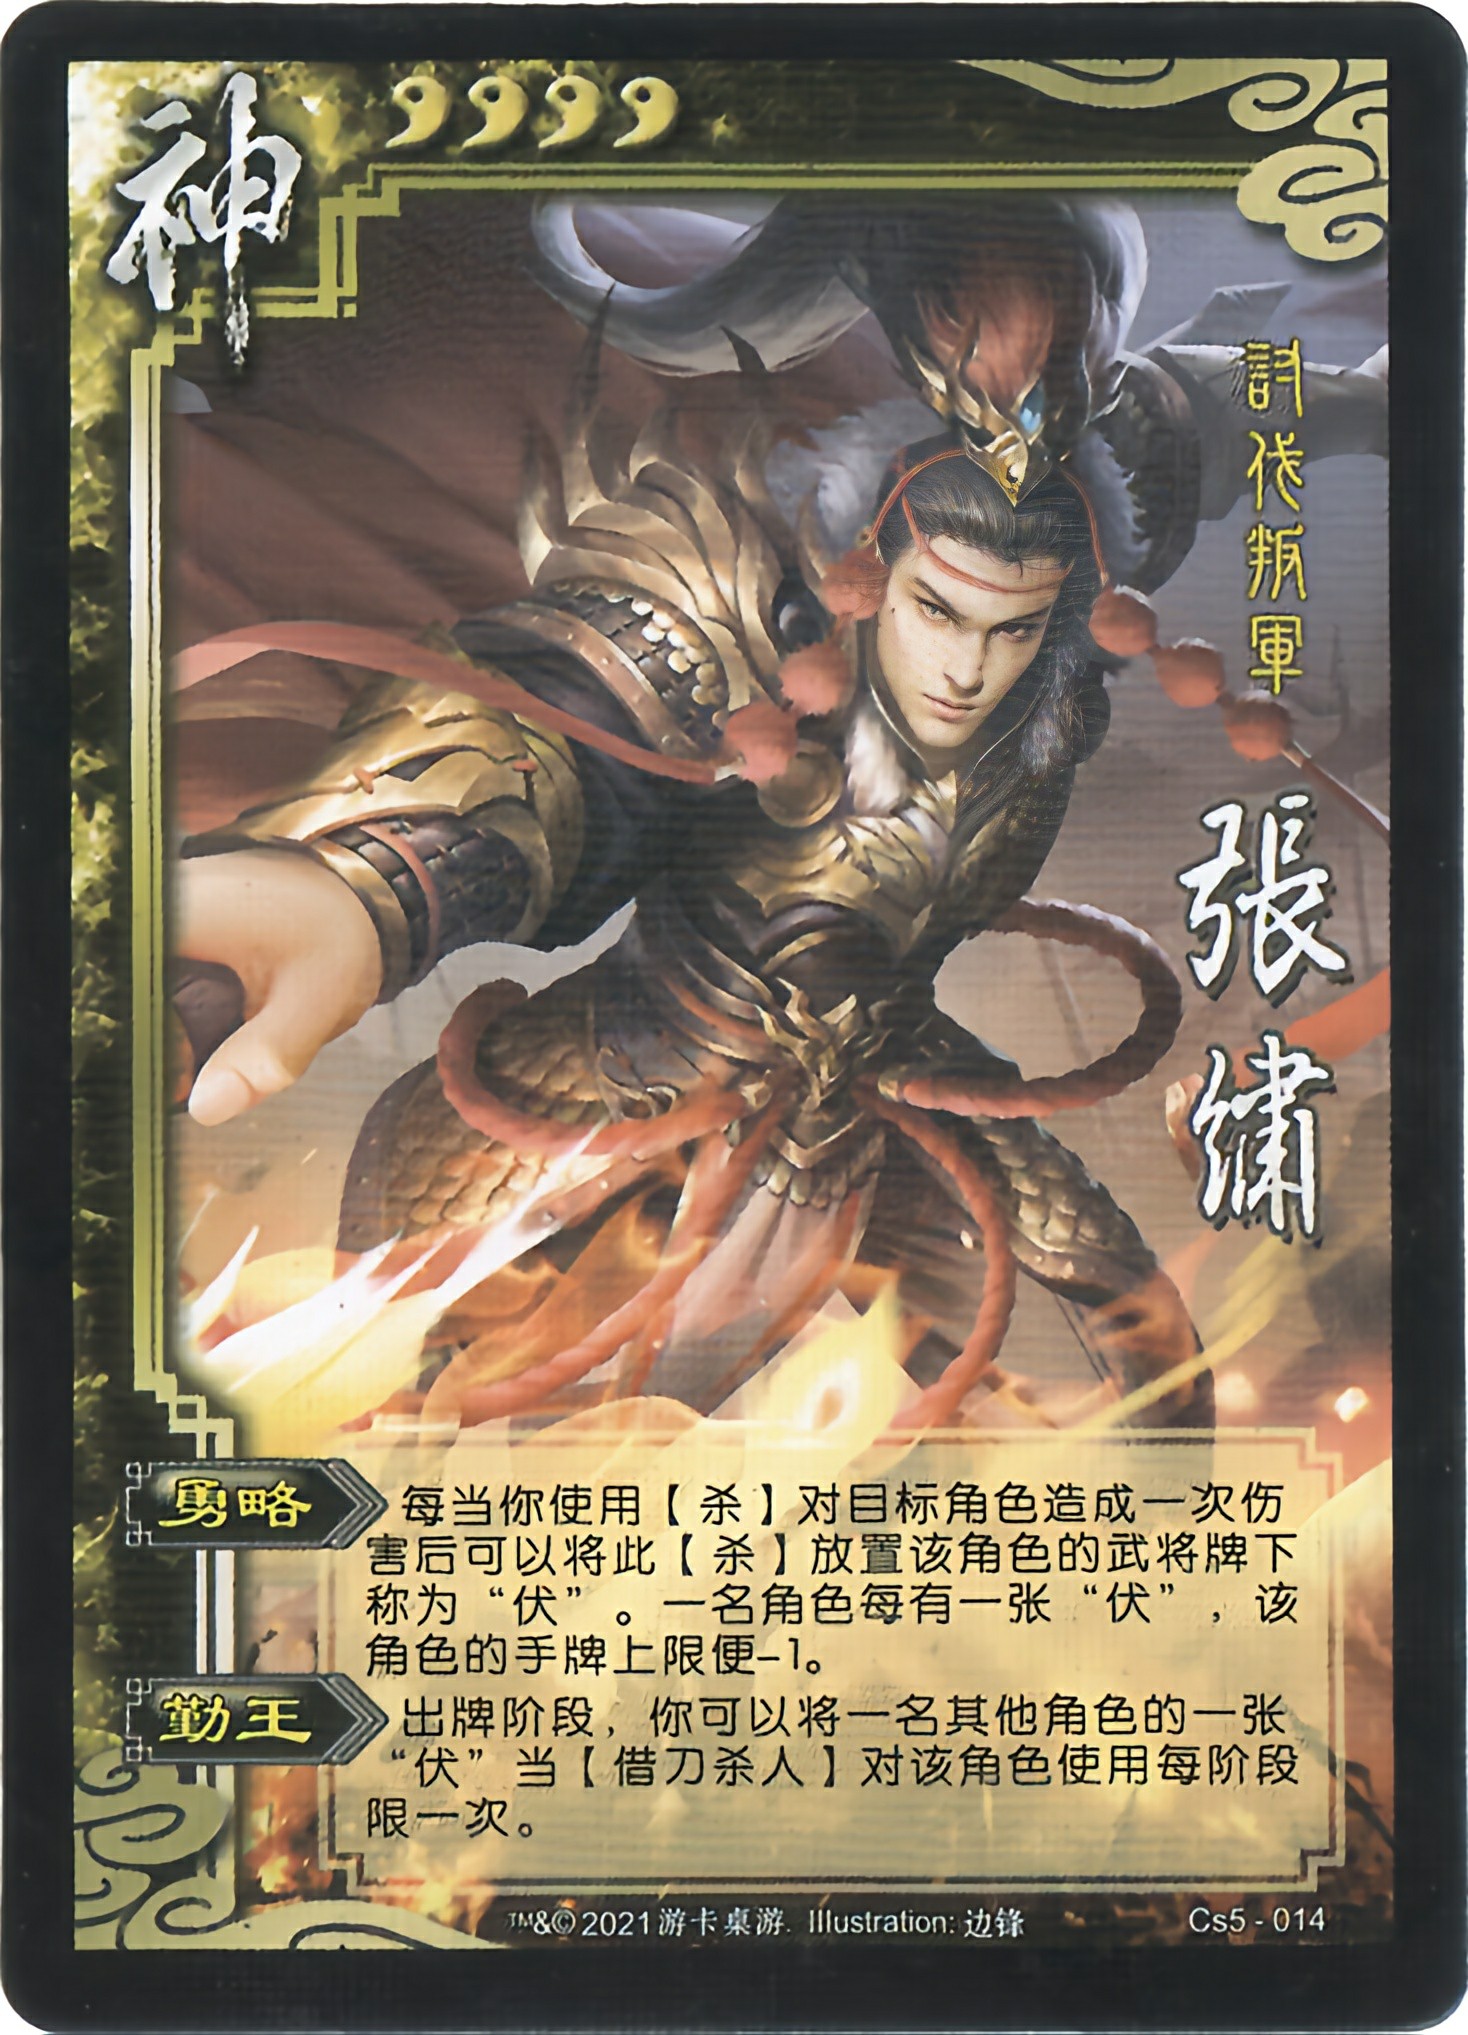 神
討伐叛軍
張繡
勇略
每当你使用【杀】对目标角色造成一次伤
害后可以将此【杀】放置该角色的武将牌下
称为“伏”。一名角色每有一张“伏”，该
角色的手牌上限便-1。
勤王
出牌阶段，你可以将一名其他角色的一张
“伏”当【借刀杀人】对该角色使用每阶段
限一次。
™&©2021游卡桌游. Illustration: 边锋
Cs5 - 014